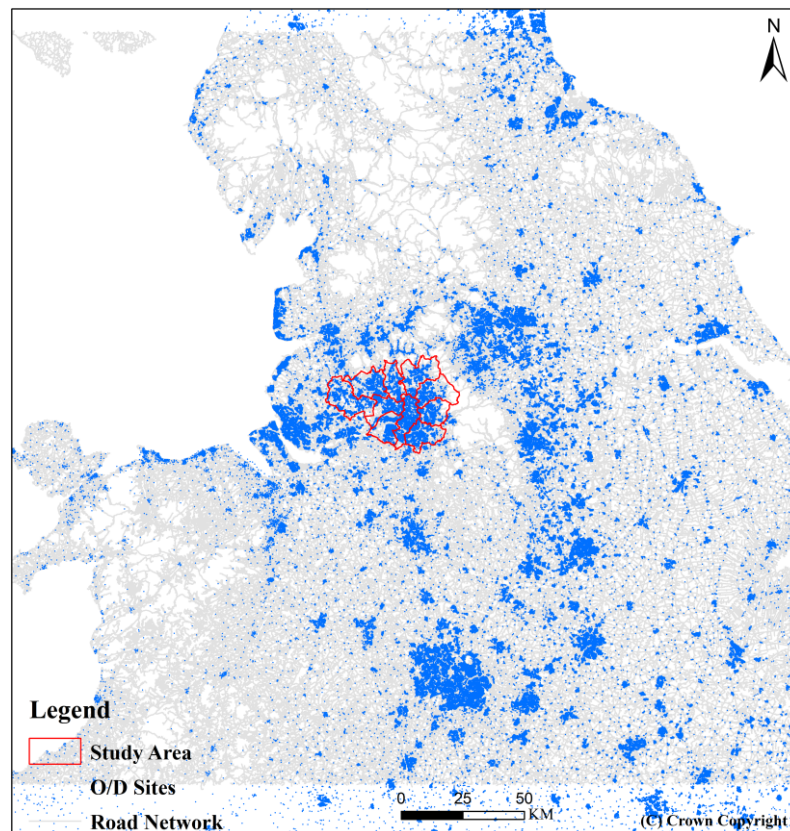 N
Legend
Study Area
O/D Sites
Road Network
0 25 50
KM
(C) Crown Copyright